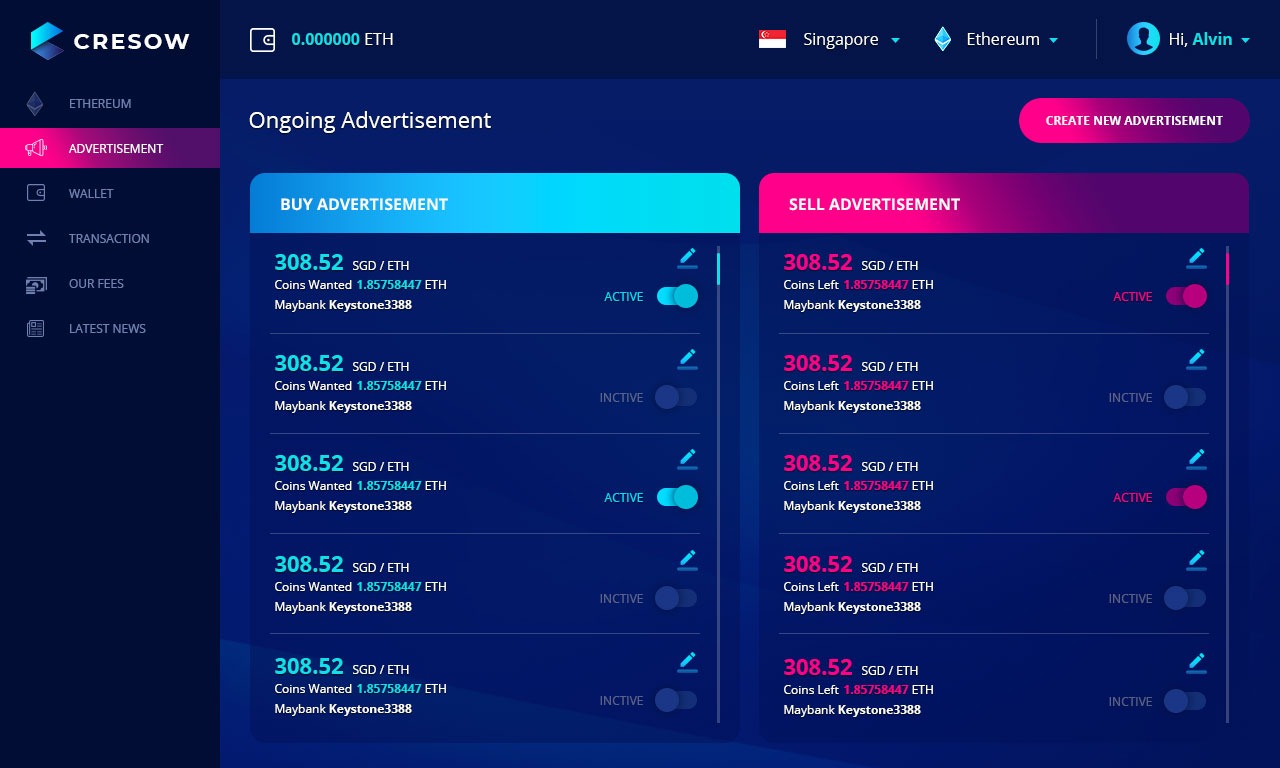 CRESOW
0.000000 ETH
Singapore
Ethereum
Hi, Alvin
ETHEREUM
ADVERTISEMENT
WALLET
TRANSACTION
OUR FEES
LATEST NEWS
Ongoing Advertisement
CREATE NEW ADVERTISEMENT
BUY ADVERTISEMENT
308.52 SGD / ETH
Coins Wanted 1.85758447 ETH
ACTIVE
Maybank Keystone3388
308.52 SGD / ETH
Coins Wanted 1.85758447 ETH
INCTIVE
Maybank Keystone3388
308.52 SGD / ETH
Coins Wanted 1.85758447 ETH
ACTIVE
Maybank Keystone3388
308.52 SGD / ETH
Coins Wanted 1.85758447 ETH
INCTIVE
Maybank Keystone3388
308.52 SGD / ETH
Coins Wanted 1.85758447 ETH
INCTIVE
Maybank Keystone3388
SELL ADVERTISEMENT
308.52 SGD / ETH
Coins Left 1.85758447 ETH
ACTIVE
Maybank Keystone3388
308.52 SGD / ETH
Coins Left 1.85758447 ETH
INCTIVE
Maybank Keystone3388
308.52 SGD / ETH
Coins Left 1.85758447 ETH
ACTIVE
Maybank Keystone3388
308.52 SGD / ETH
Coins Left 1.85758447 ETH
INCTIVE
Maybank Keystone3388
308.52 SGD / ETH
Coins Left 1.85758447 ETH
INCTIVE
Maybank Keystone3388